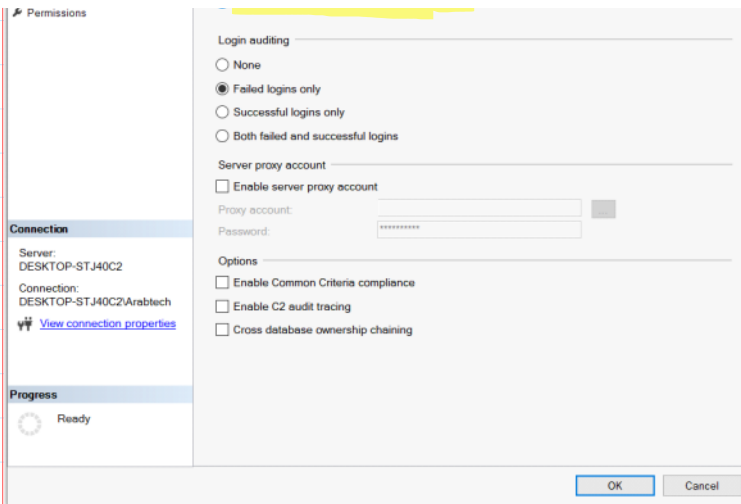 Permissions
Login auditing
None
Failed logins only
Successful logins only
Both failed and successful logins
Server proxy account
Enable server proxy account
Proxy account:
...
Password:
**********
Connection
Server:
DESKTOP-STJ40C2
Connection:
DESKTOP-STJ40C2\Arabtech
View connection properties
Options
Enable Common Criteria compliance
Enable C2 audit tracing
Cross database ownership chaining
Progress
Ready
OK
Cancel